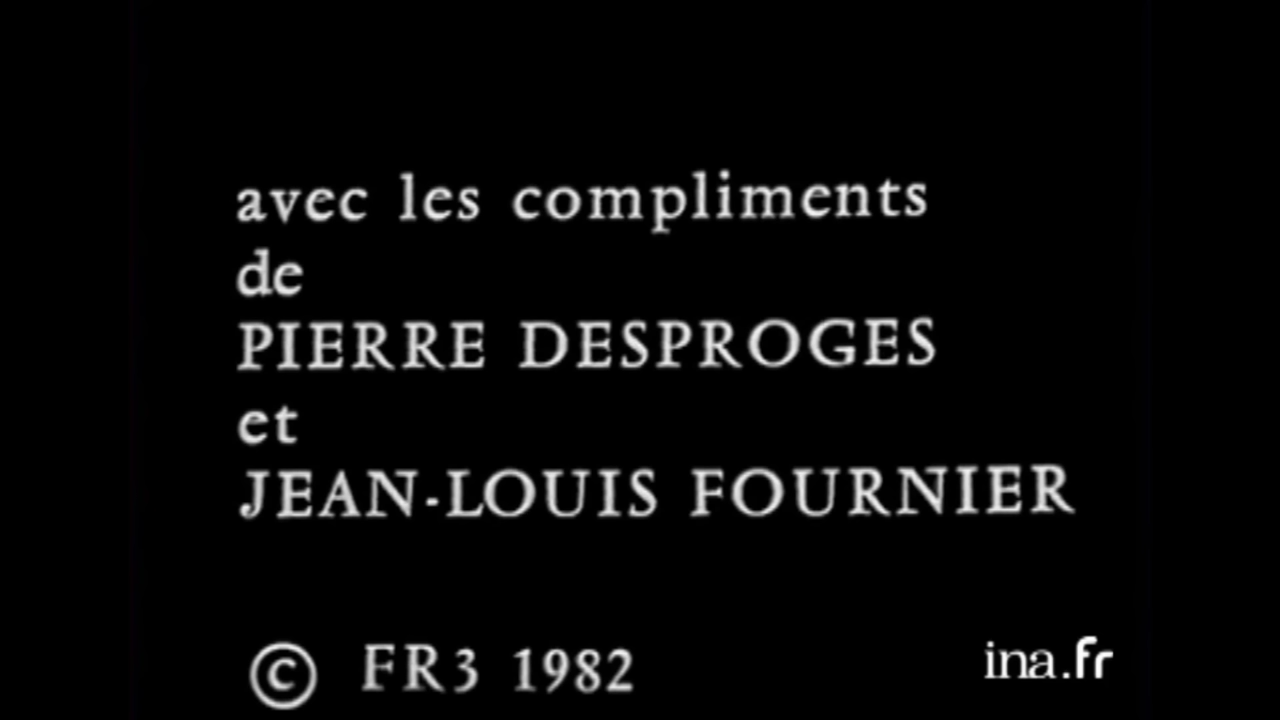 avec les compliments
de
PIERRE DESPROGES
et
JEAN-LOUIS FOURNIER
© FR3 1982
ina.fr